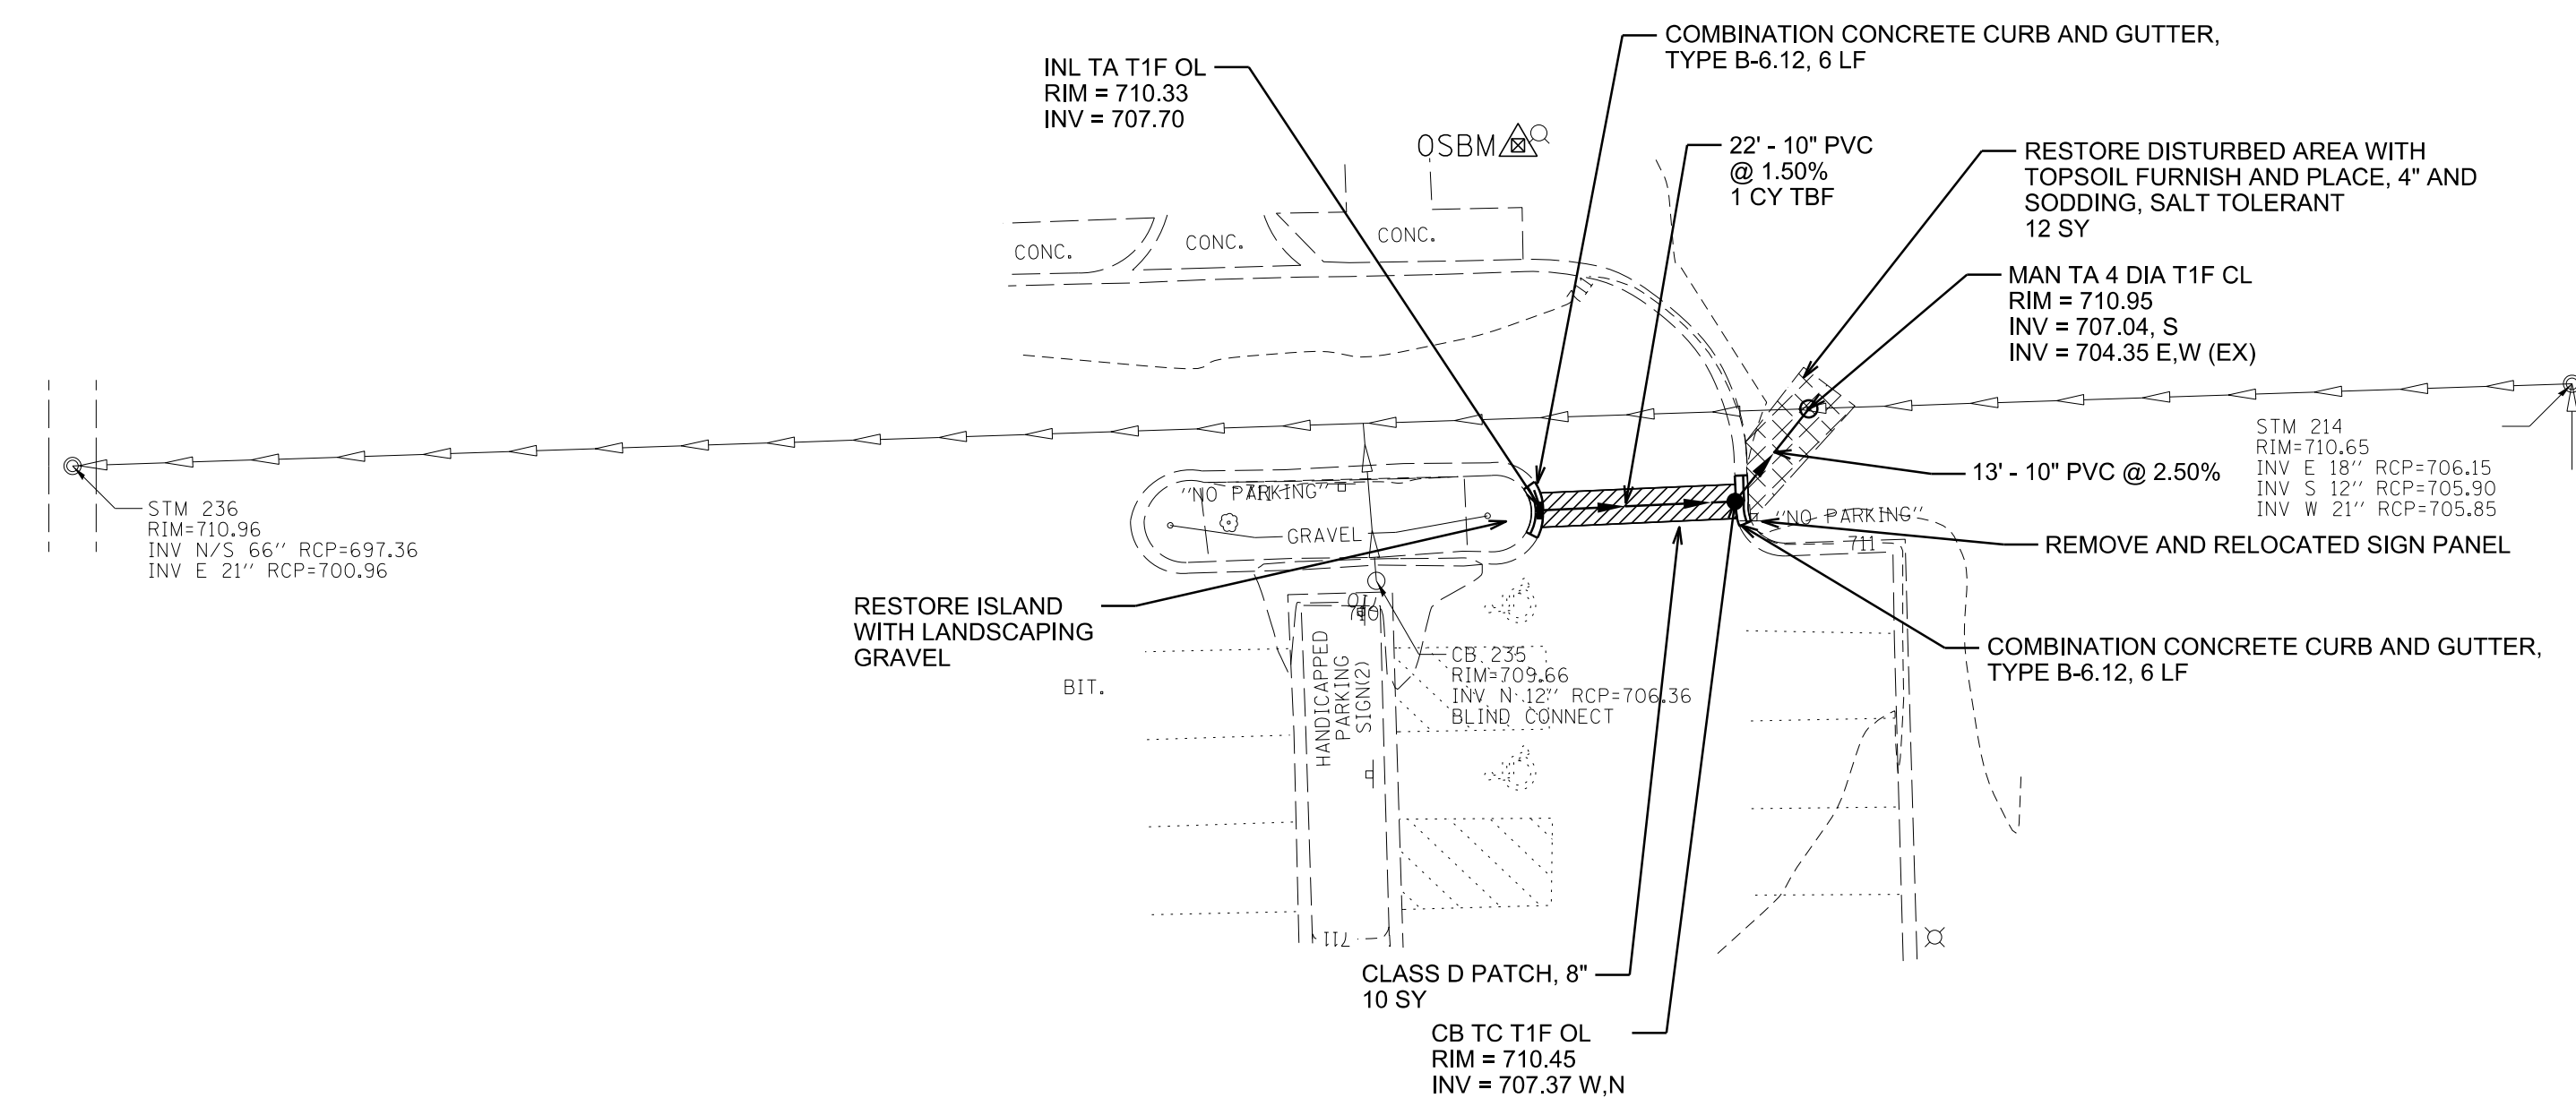 COMBINATION CONCRETE CURB AND GUTTER,
TYPE B-6.12, 6 LF
INL TA T1F OL
RIM = 710.33
INV = 707.70
OSBM
22' - 10" PVC
@ 1.50%
1 CY TBF
RESTORE DISTURBED AREA WITH
TOPSOIL FURNISH AND PLACE, 4" AND
SODDING, SALT TOLERANT
12 SY
CONC.
CONC.
CONC.
MAN TA 4 DIA T1F CL
RIM = 710.95
INV = 707.04, S
INV = 704.35 E,W (EX)
STM 214
RIM=710.65
INV E 18'' RCP=706.15
INV S 12'' RCP=705.90
INV W 21'' RCP=705.85
13' - 10" PVC @ 2.50%
STM 236
RIM=710.96
INV N/S 66'' RCP=697.36
INV E 21'' RCP=700.96
"NO PARKING"
711
GRAVEL
"NO PARKING"
711
REMOVE AND RELOCATED SIGN PANEL
RESTORE ISLAND
WITH LANDSCAPING
GRAVEL
BIT.
710
HANDICAPPED
PARKING
SIGN(2)
CB 235
RIM=709.66
INV N 12'' RCP=706.36
BLIND CONNECT
COMBINATION CONCRETE CURB AND GUTTER,
TYPE B-6.12, 6 LF
711
CLASS D PATCH, 8"
10 SY
CB TC T1F OL
RIM = 710.45
INV = 707.37 W,N